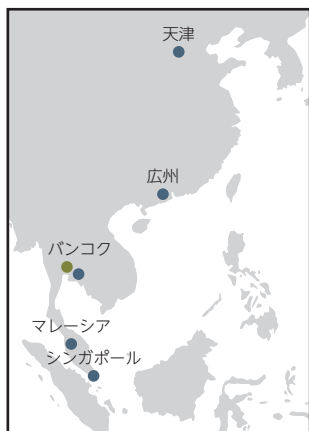 天津
広州
バンコク
マレーシア
シンガポール